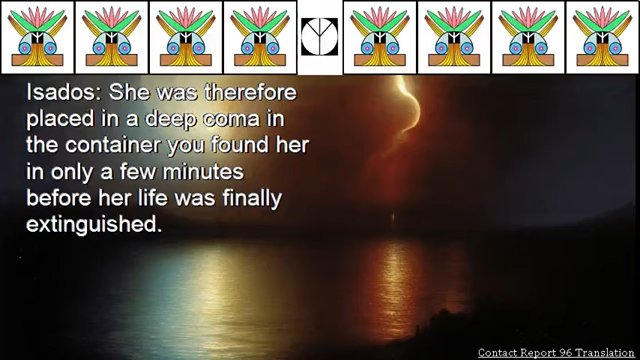 Isados: She was therefore
placed in a deep coma in
the container you found her
in only a few minutes
before her life was finally
extinguished.
Contact Report 96 Translation